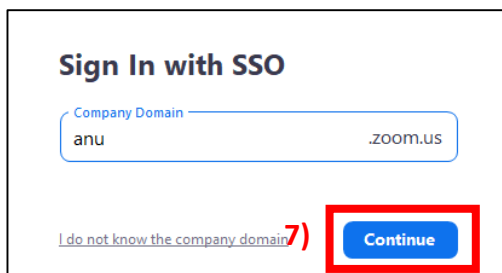 Sign In with SSO
Company Domain
anu .zoom.us
I do not know the company domain 7) Continue